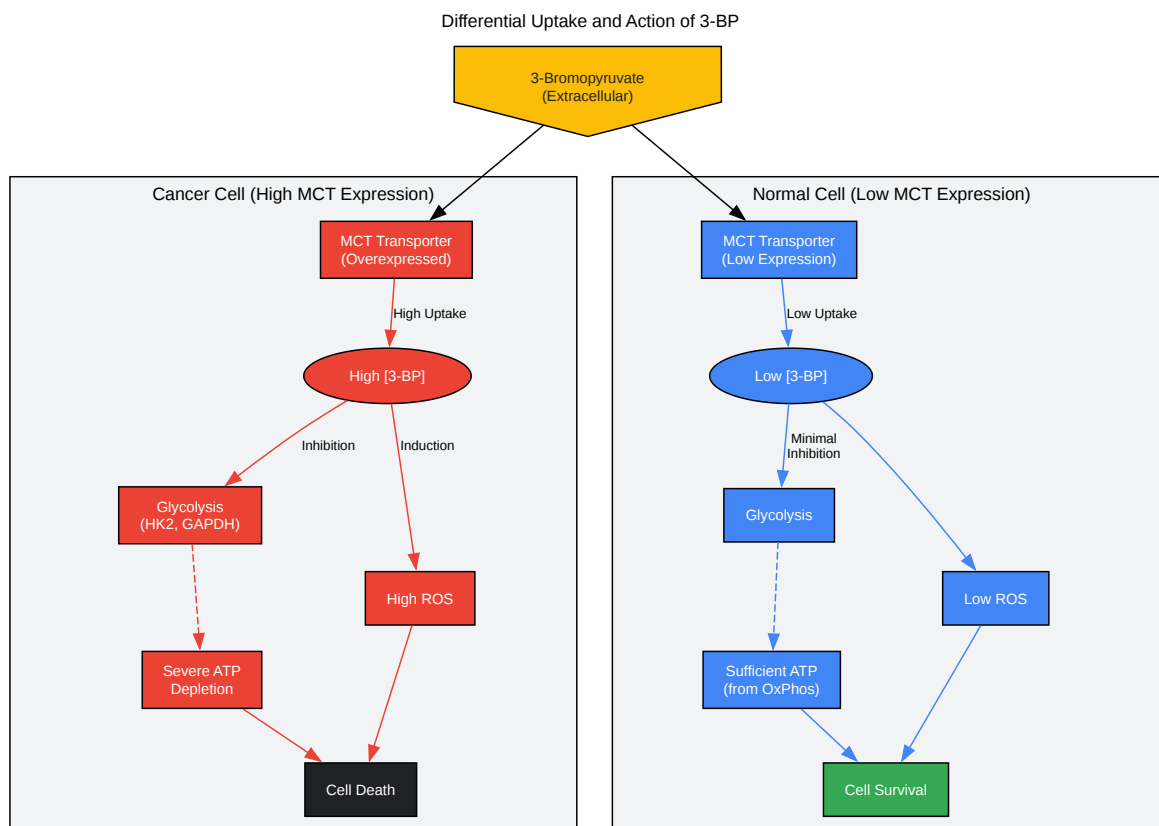 Differential Uptake and Action of 3-BP
3-Bromopyruvate
(Extracellular)
Cancer Cell (High MCT Expression)
MCT Transporter
(Overexpressed)
High Uptake
High [3-BP]
Inhibition
Induction
Glycolysis
(HK2, GAPDH)
High ROS
Severe ATP
Depletion
Cell Death
Normal Cell (Low MCT Expression)
MCT Transporter
(Low Expression)
Low Uptake
Low [3-BP]
Minimal
Inhibition
Glycolysis
Low ROS
Sufficient ATP
(from OxPhos)
Cell Survival